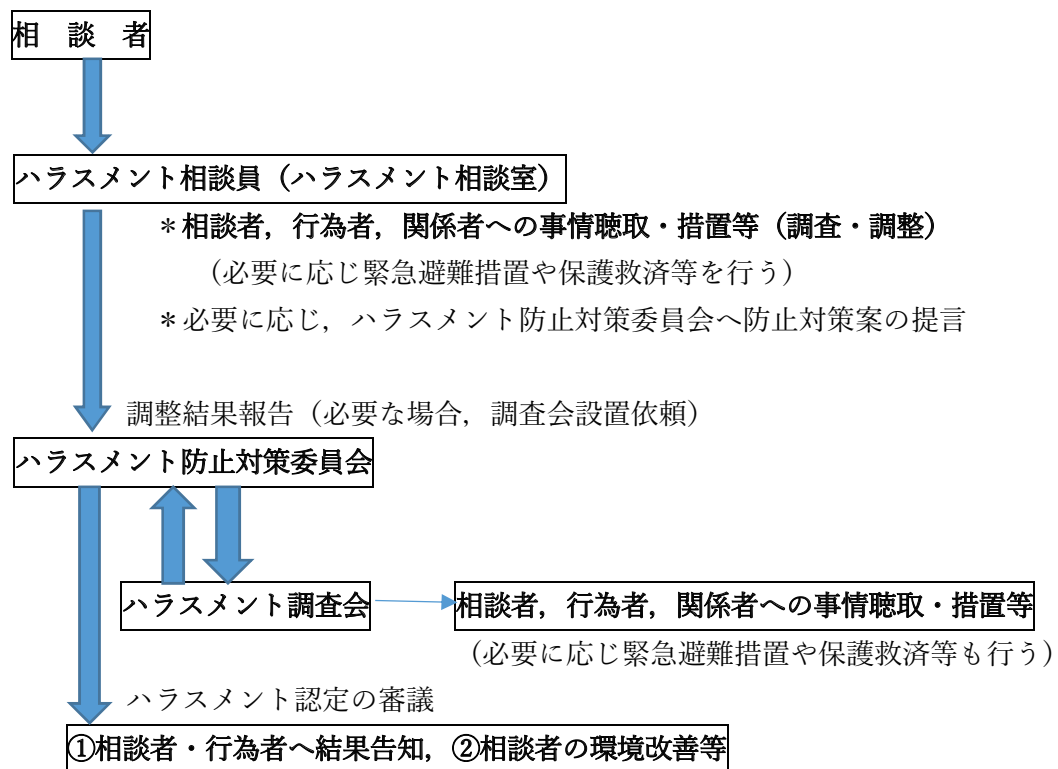 相　談　者
ハラスメント相談員（ハラスメント相談室）
＊相談者，行為者，関係者への事情聴取・措置等（調査・調整）
（必要に応じ緊急避難措置や保護救済等を行う）
＊必要に応じ，ハラスメント防止対策委員会へ防止対策案の提言
調整結果報告（必要な場合，調査会設置依頼）
ハラスメント防止対策委員会
ハラスメント調査会
相談者，行為者，関係者への事情聴取・措置等
（必要に応じ緊急避難措置や保護救済等も行う）
ハラスメント認定の審議
①相談者・行為者へ結果告知，②相談者の環境改善等